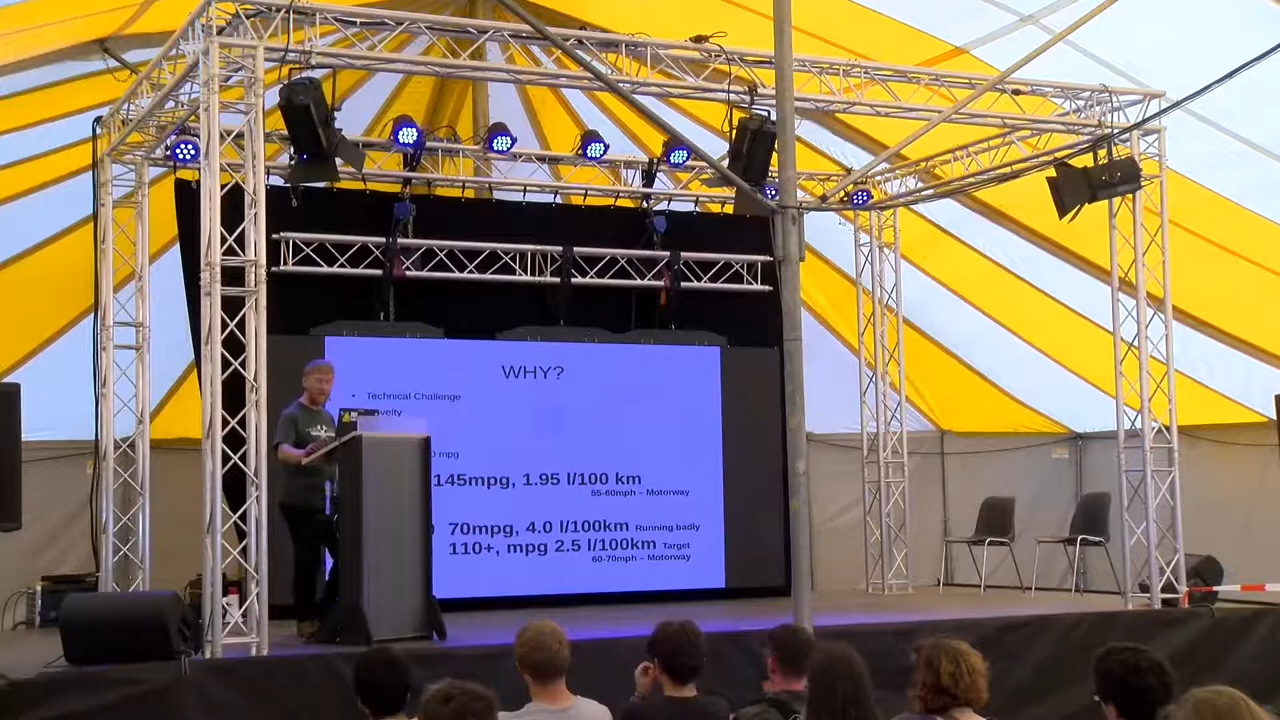 WHY?
• Technical Challenge
mpg
145mpg, 1.95 l/100 km
55-60mph – Motorway
70mpg, 4.0 l/100km Running badly
110+, mpg 2.5 l/100km Target
60-70mph – Motorway